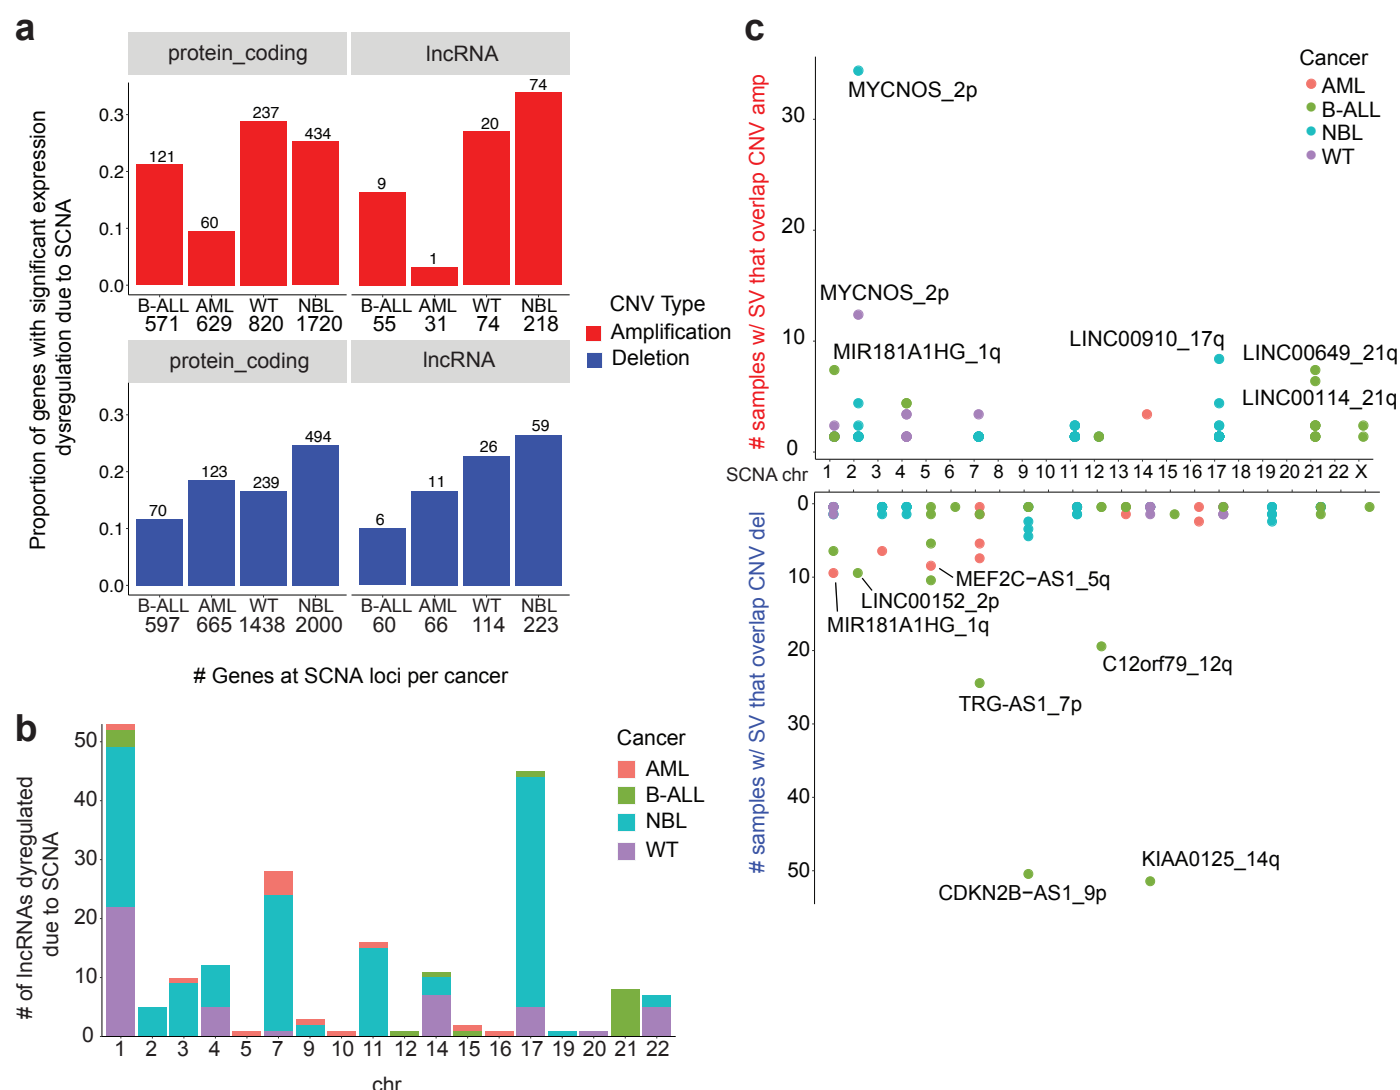 a
protein_coding
lncRNA
Proportion of genes with significant expression
dysregulation due to SCNA
0.3
0.2
0.1
0.0
121
60
237
434
9
1
20
74
B-ALL AML WT NBL
571 629 820 1720
B-ALL AML WT NBL
55 31 74 218
CNV Type
Amplification
Deletion
protein_coding
lncRNA
0.3
0.2
0.1
0.0
70
123
239
494
6
11
26
59
B-ALL AML WT NBL
597 665 1438 2000
B-ALL AML WT NBL
60 66 114 223
# Genes at SCNA loci per cancer
b
# of lncRNAs dyregulated
due to SCNA
50
40
30
20
10
0
1 2 3 4 5 7 9 10 11 12 14 15 16 17 19 20 21 22
chr
Cancer
AML
B-ALL
NBL
WT
c
# samples w/ SV that overlap CNV amp
30
20
10
0
MYCNOS_2p
MYCNOS_2p
MIR181A1HG_1q
LINC00910_17q
LINC00649_21q
LINC00114_21q
Cancer
AML
B-ALL
NBL
WT
SCNA chr 1 2 3 4 5 6 7 8 9 10 11 12 13 14 15 16 17 18 19 20 21 22 X
# samples w/ SV that overlap CNV del
0
10
20
30
40
50
MEF2C−AS1_5q
LINC00152_2p
MIR181A1HG_1q
C12orf79_12q
TRG-AS1_7p
KIAA0125_14q
CDKN2B−AS1_9p